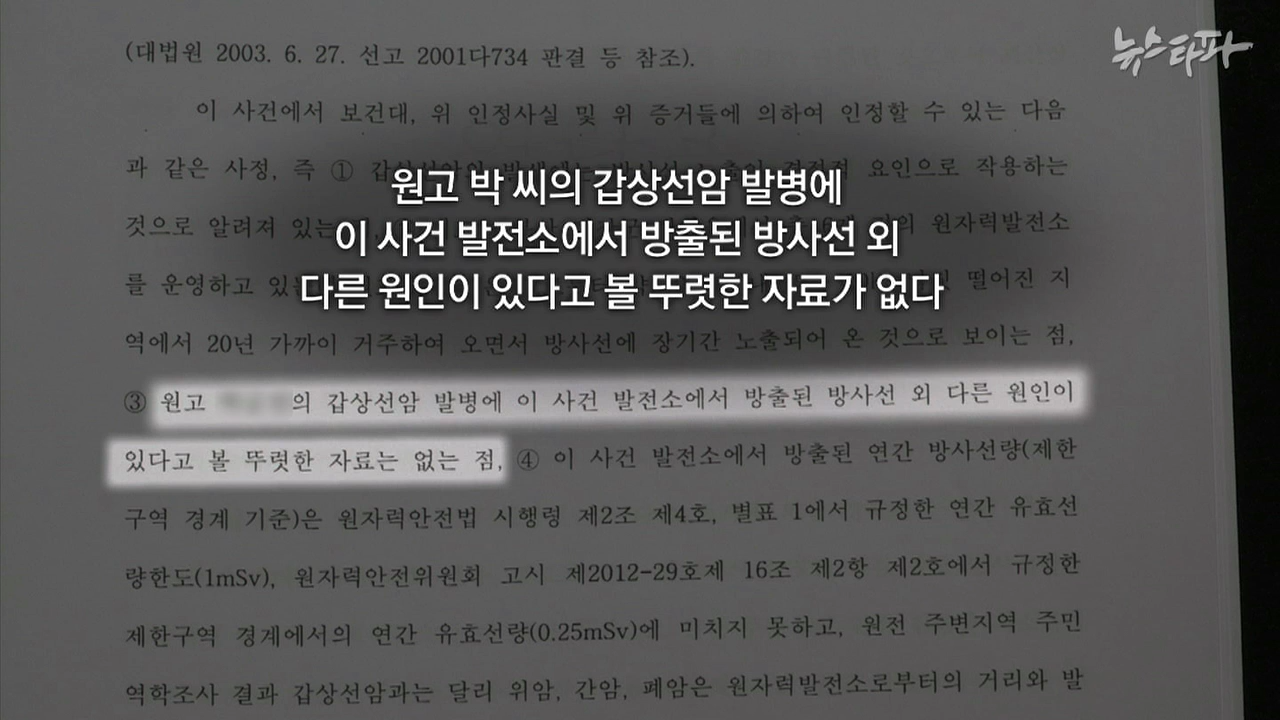 뉴스타파
(대법원 2003. 6. 27. 선고 2001다734 판결 등 참조).
이 사건에서 보건대, 위 인정사실 및 위 증거들에 의하여 인정할 수 있는 다음
과 같은 사정, 즉 ① 갑상선암의 요인으로 작용하는
원고 박 씨의 갑상선암 발병에
것으로 알려져 있는 원자력발전소
이 사건 발전소에서 방출된 방사선 외
를 운영하고 떨어진 지
다른 원인이 있다고 볼 뚜렷한 자료가 없다
역에서 20년 가까이 거주하여 오면서 방사선에 장기간 노출되어 온 것으로 보이는 점,
③ 원고 의 갑상선암 발병에 이 사건 발전소에서 방출된 방사선 외 다른 원인이
있다고 볼 뚜렷한 자료는 없는 점, ④ 이 사건 발전소에서 방출된 연간 방사선량(제한
구역 경계 기준)은 원자력안전법 시행령 제2조 제4호, 별표 1에서 규정한 연간 유효선
량한도(1mSv), 원자력안전위원회 고시 제2012-29호제 16조 제2항 제2호에서 규정한
제한구역 경계에서의 연간 유효선량(0.25mSv)에 미치지 못하고, 원전 주변지역 주민
역학조사 결과 갑상선암과는 달리 위암, 간암, 폐암은 원자력발전소로부터의 거리와 발